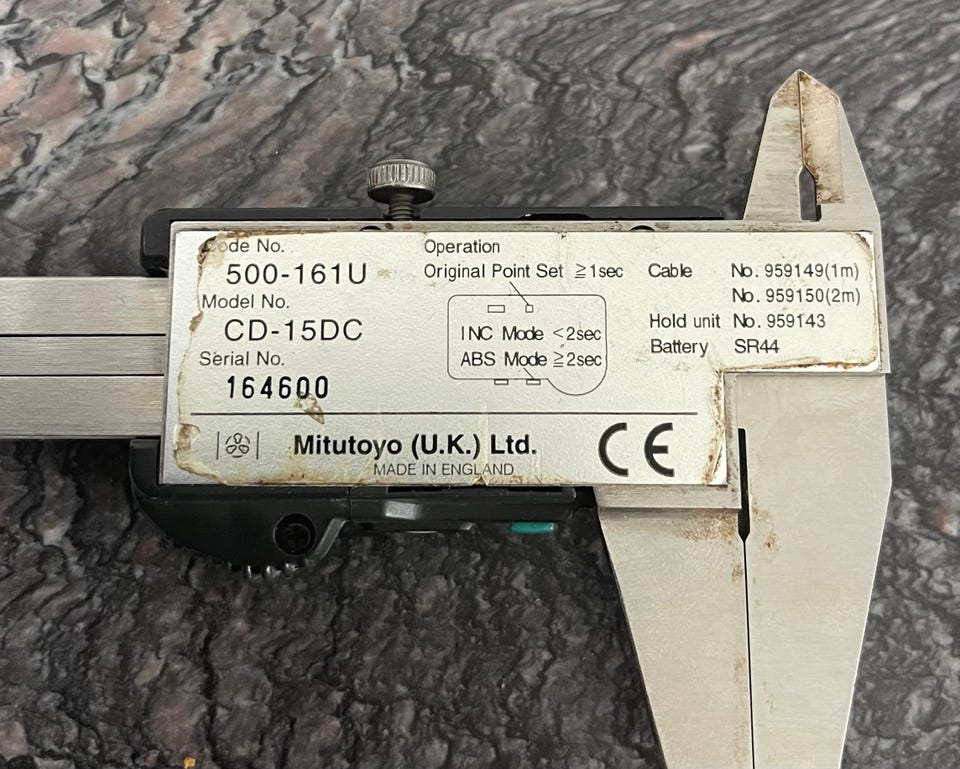 Code No.
500-161U
Model No.
CD-15DC
Serial No.
164600
Operation
Original Point Set ≧1sec
INC Mode <2sec
ABS Mode ≧2sec
Cable No. 959149(1m)
No. 959150(2m)
Hold unit No. 959143
Battery SR44
Mitutoyo (U.K.) Ltd.
MADE IN ENGLAND
CE